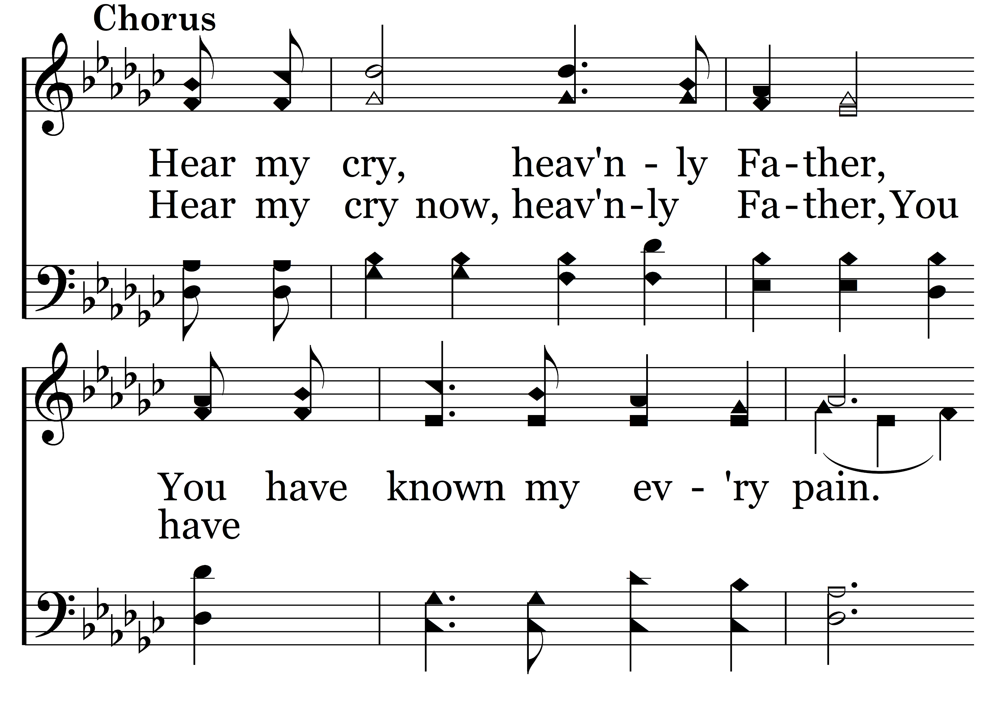 Chorus
Hear my cry, heav'n - ly Fa - ther,
Hear my cry now, heav'n - ly Fa - ther, You
You have known my ev - 'ry pain.
have